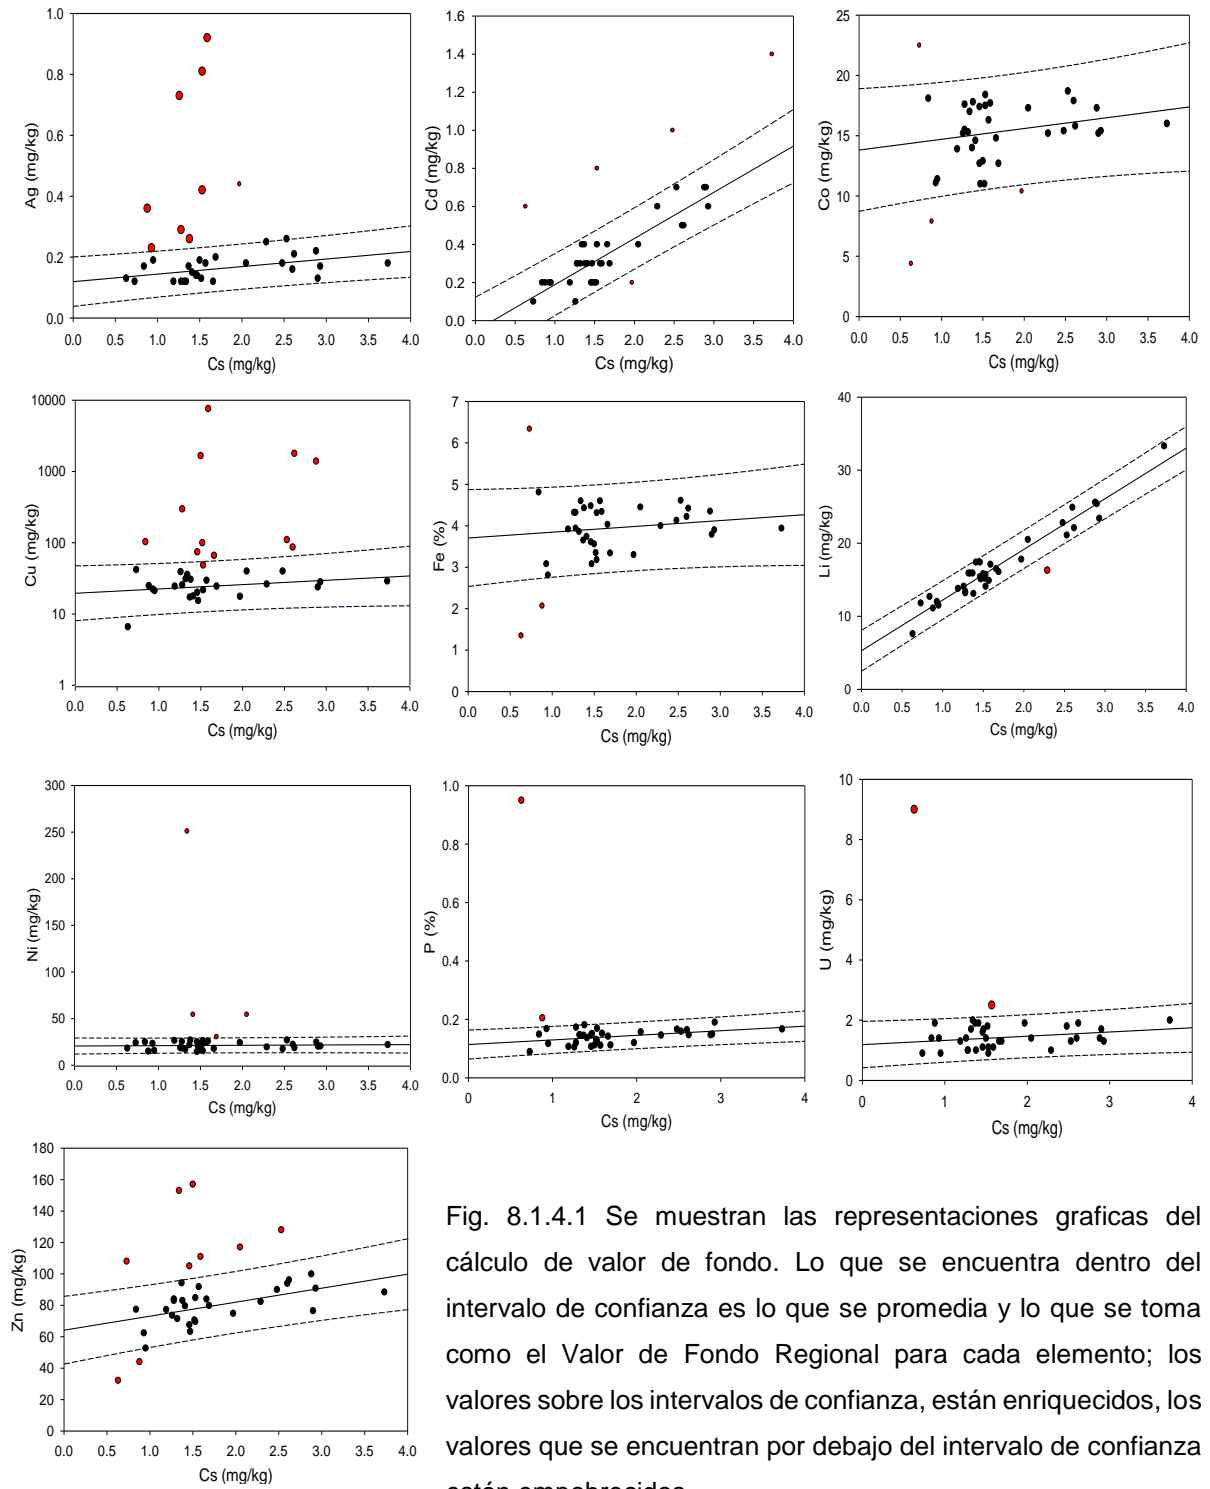 1.0
0.8
0.6
0.4
0.2
0.0
Ag (mg/kg)
0.0 0.5 1.0 1.5 2.0 2.5 3.0 3.5 4.0
Cs (mg/kg)
1.6
1.4
1.2
1.0
0.8
0.6
0.4
0.2
0.0
Cd (mg/kg)
0.0 0.5 1.0 1.5 2.0 2.5 3.0 3.5 4.0
Cs (mg/kg)
25
20
15
10
5
0
Co (mg/kg)
0.0 0.5 1.0 1.5 2.0 2.5 3.0 3.5 4.0
Cs (mg/kg)
10000
1000
100
10
1
Cu (mg/kg)
0.0 0.5 1.0 1.5 2.0 2.5 3.0 3.5 4.0
Cs (mg/kg)
7
6
5
4
3
2
1
0
Fe (%)
0.0 0.5 1.0 1.5 2.0 2.5 3.0 3.5 4.0
Cs (mg/kg)
40
30
20
10
0
Li (mg/kg)
0.0 0.5 1.0 1.5 2.0 2.5 3.0 3.5 4.0
Cs (mg/kg)
300
250
200
150
100
50
0
Ni (mg/kg)
0.0 0.5 1.0 1.5 2.0 2.5 3.0 3.5 4.0
Cs (mg/kg)
1.0
0.8
0.6
0.4
0.2
0.0
P (%)
0 1 2 3 4
Cs (mg/kg)
10
8
6
4
2
0
U (mg/kg)
0 1 2 3 4
Cs (mg/kg)
180
160
140
120
100
80
60
40
20
0
Zn (mg/kg)
0.0 0.5 1.0 1.5 2.0 2.5 3.0 3.5 4.0
Cs (mg/kg)
Fig. 8.1.4.1 Se muestran las representaciones graficas del
cálculo de valor de fondo. Lo que se encuentra dentro del
intervalo de confianza es lo que se promedia y lo que se toma
como el Valor de Fondo Regional para cada elemento; los
valores sobre los intervalos de confianza, están enriquecidos, los
valores que se encuentran por debajo del intervalo de confianza
están empobrecidos